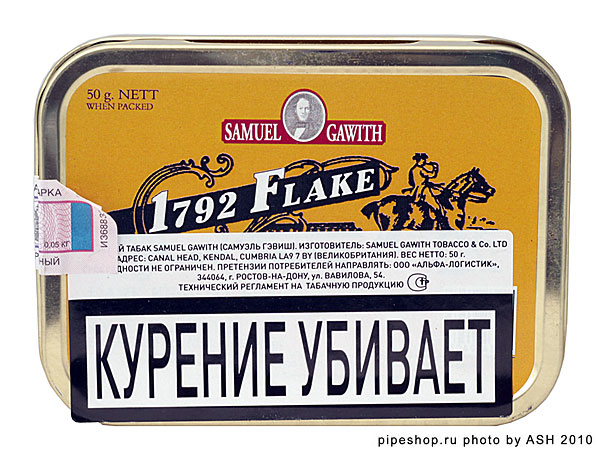 50 g. NETT
WHEN PACKED
SAMUEL GAWITH
1792 FLAKE
АРКА
0,05 КГ
НЫЙ
Й ТАБАК SAMUEL GAWITH (САМУЭЛЬ ГЭВИШ). ИЗГОТОВИТЕЛЬ: SAMUEL GAWITH TOBACCO & Co. LTD
АДРЕС: CANAL HEAD, KENDAL, CUMBRIA LA9 7 BY (ВЕЛИКОБРИТАНИЯ). ВЕС НЕТТО: 50 г.
ДНОСТИ НЕ ОГРАНИЧЕН. ПРЕТЕНЗИИ ПОТРЕБИТЕЛЕЙ НАПРАВЛЯТЬ: ООО «АЛЬФА-ЛОГИСТИК»,
344064, г. РОСТОВ-НА-ДОНУ, ул. ВАВИЛОВА, 54.
ТЕХНИЧЕСКИЙ РЕГЛАМЕНТ НА ТАБАЧНУЮ ПРОДУКЦИЮ
КУРЕНИЕ УБИВАЕТ
pipeshop.ru photo by ASH 2010